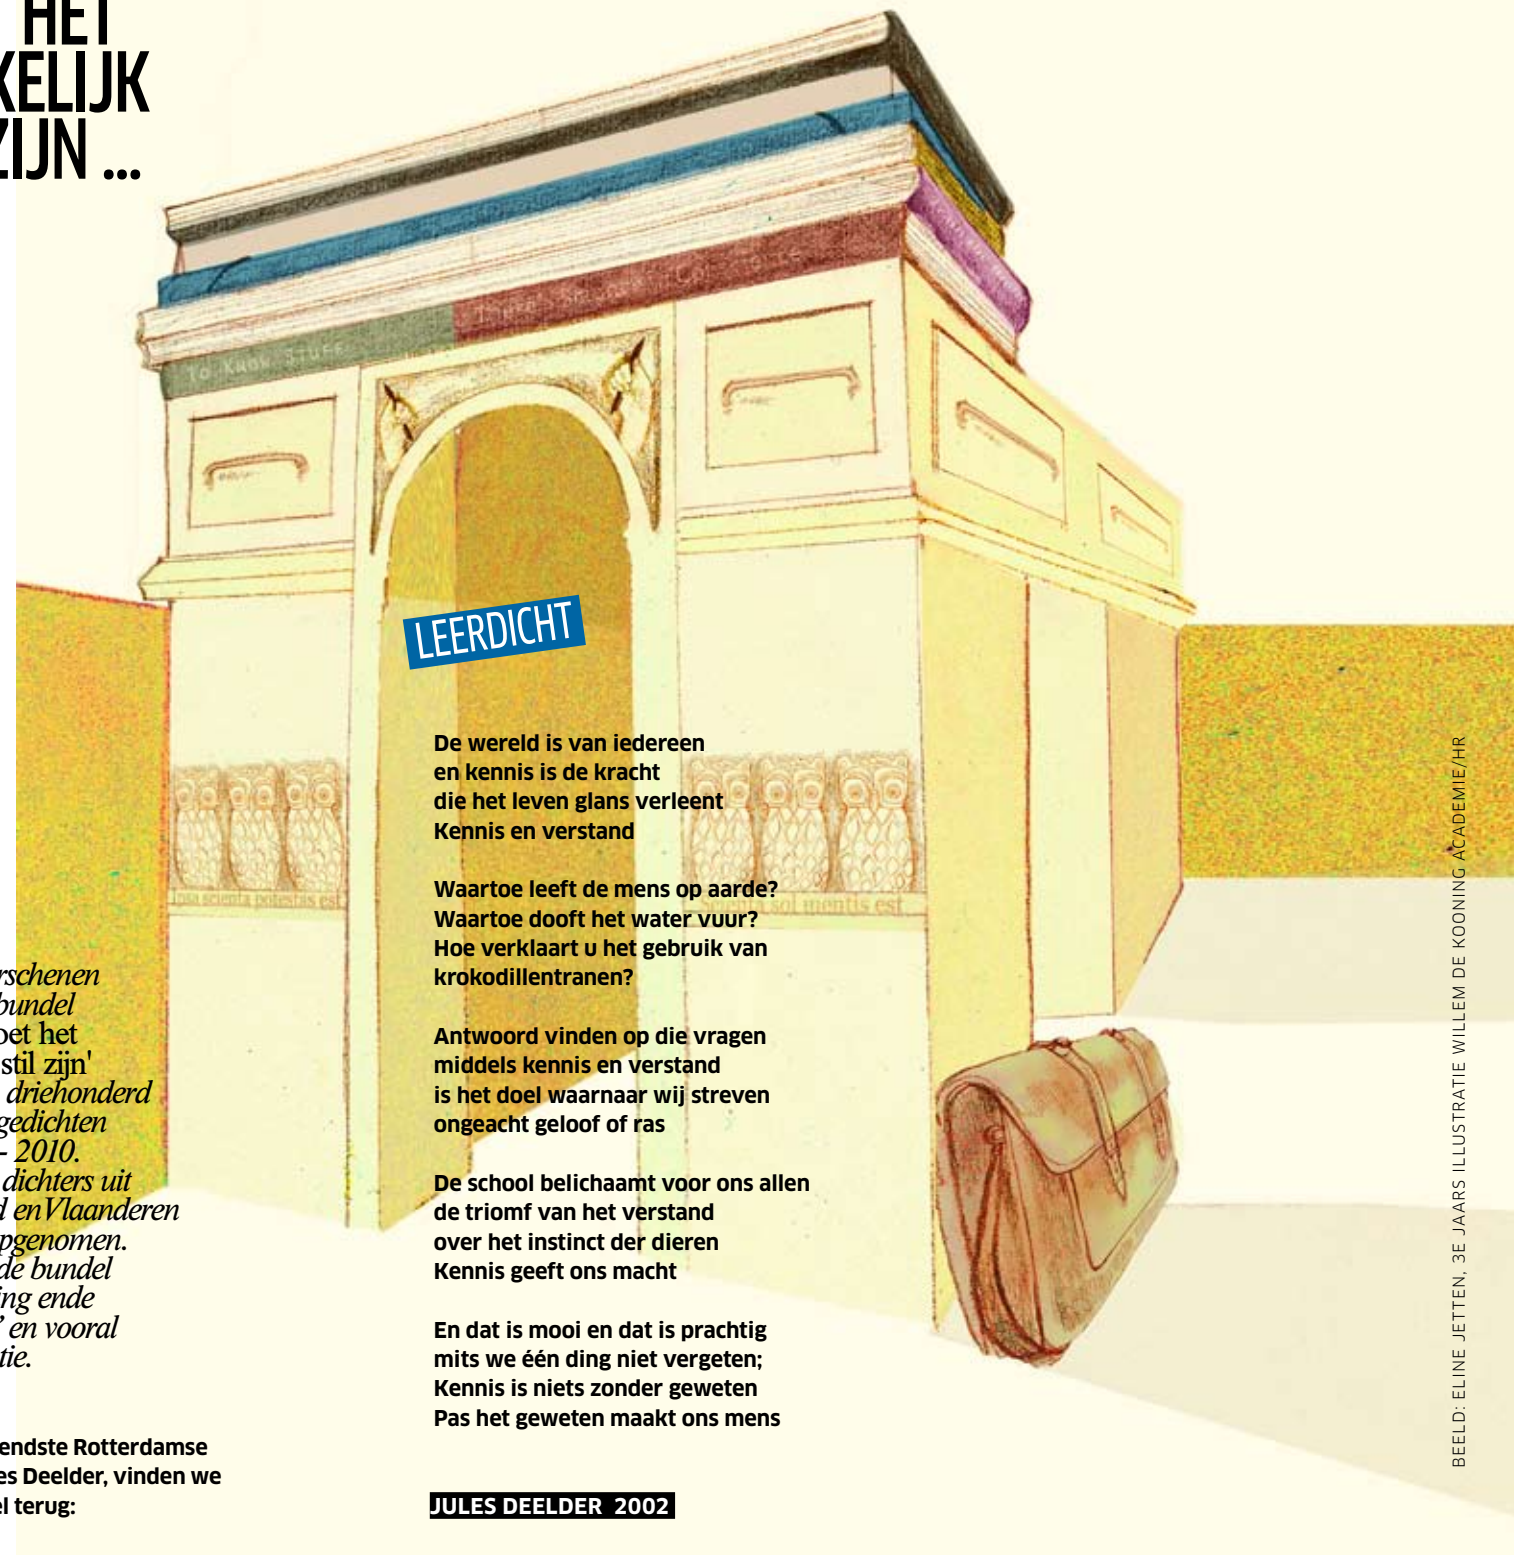 HET
KELIJK
ZIJN ...
To Know Stuff
LEERDICHT
De wereld is van iedereen
en kennis is de kracht
die het leven glans verleent
Kennis en verstand
Waartoe leeft de mens op aarde?
Waartoe dooft het water vuur?
Hoe verklaart u het gebruik van
krokodillentranen?
Antwoord vinden op die vragen
middels kennis en verstand
is het doel waarnaar wij streven
ongeacht geloof of ras
De school belichaamt voor ons allen
de triomf van het verstand
over het instinct der dieren
Kennis geeft ons macht
En dat is mooi en dat is prachtig
mits we één ding niet vergeten;
Kennis is niets zonder geweten
Pas het geweten maakt ons mens
JULES DEELDER 2002
Ipsa scienta potestas est
Scienta sol mentis est
rschenen
bundel
oet het
stil zijn'
driehonderd
gedichten
- 2010.
dichters uit
d enVlaanderen
pgenomen.
de bundel
ing ende
' en vooral
tie.
endste Rotterdamse
es Deelder, vinden we
el terug:
BEELD: ELINE JETTEN, 3E JAARS ILLUSTRATIE WILLEM DE KOONING ACADEMIE/HR